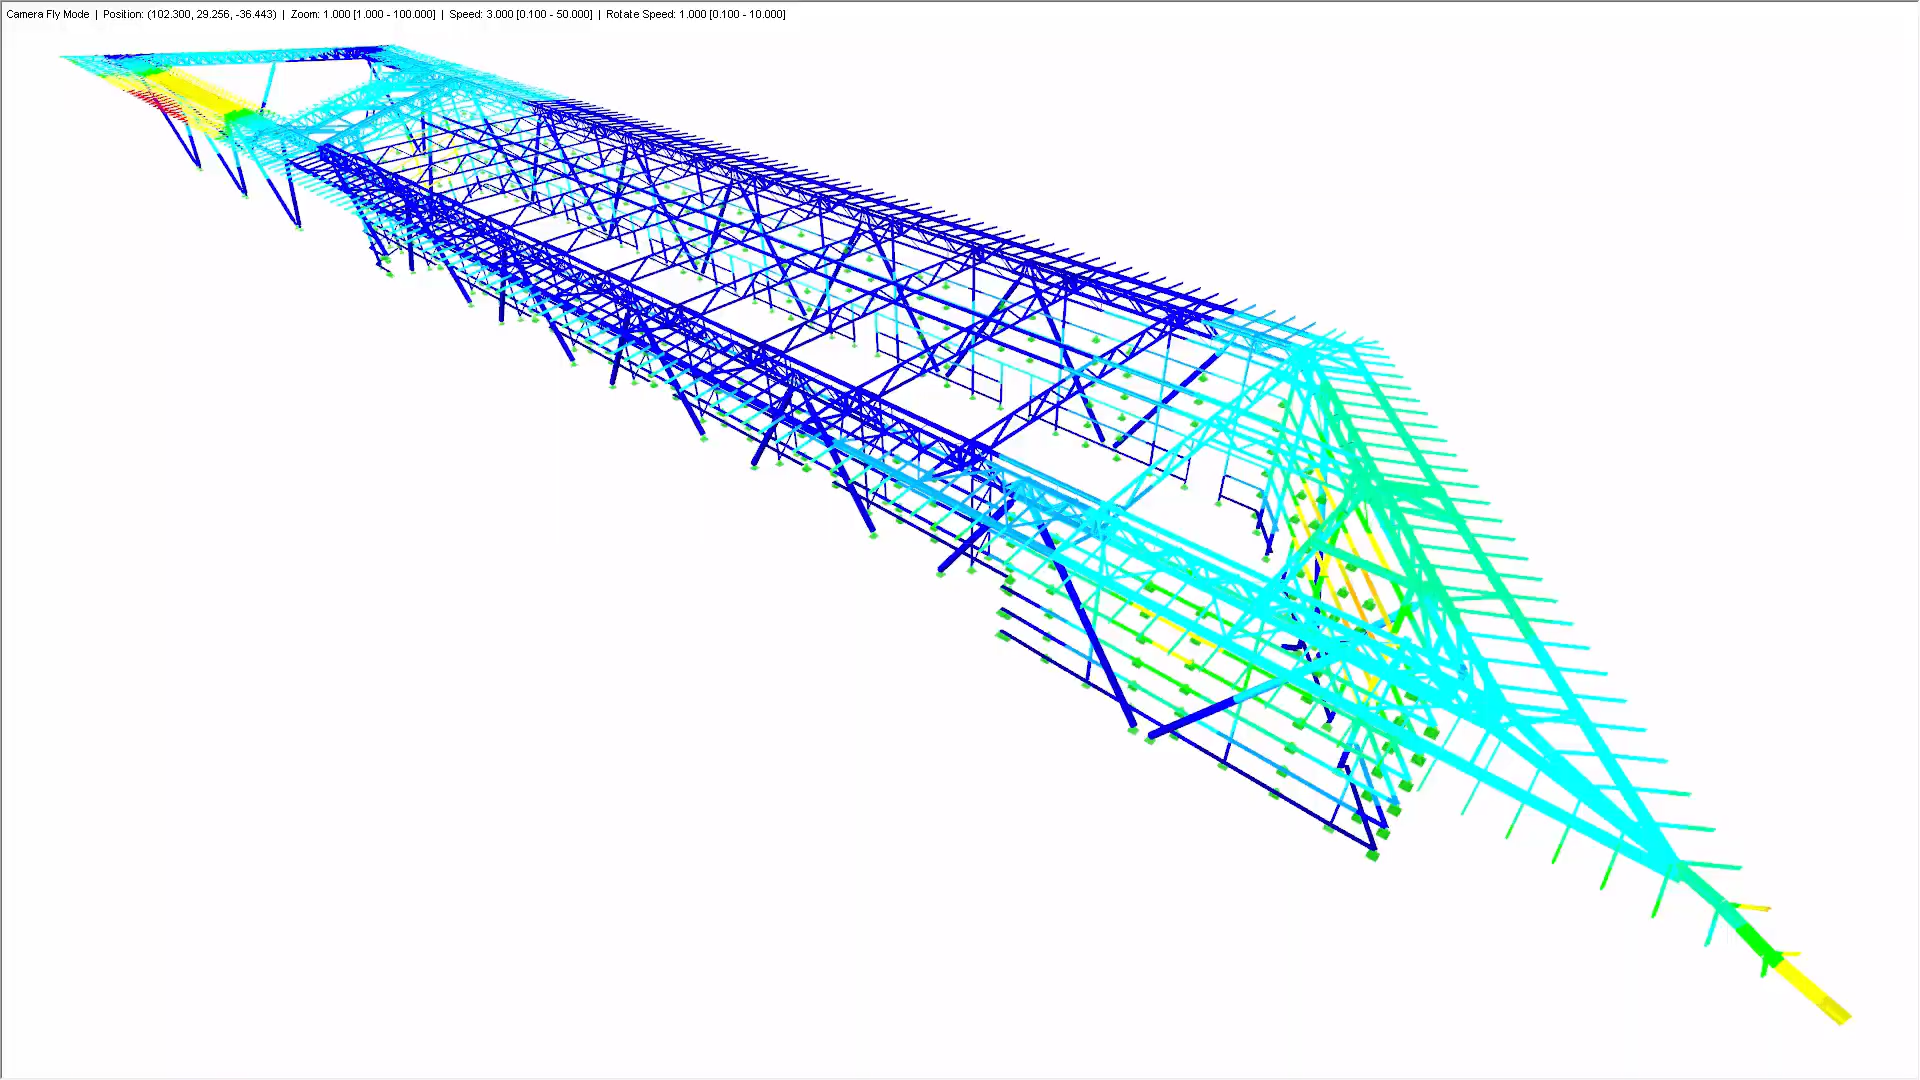 Camera Fly Mode | Position: (102.300, 29.256, -36.443) | Zoom: 1.000 [1.000 - 100.000] | Speed: 3.000 [0.100 - 50.000] | Rotate Speed: 1.000 [0.100 - 10.000]